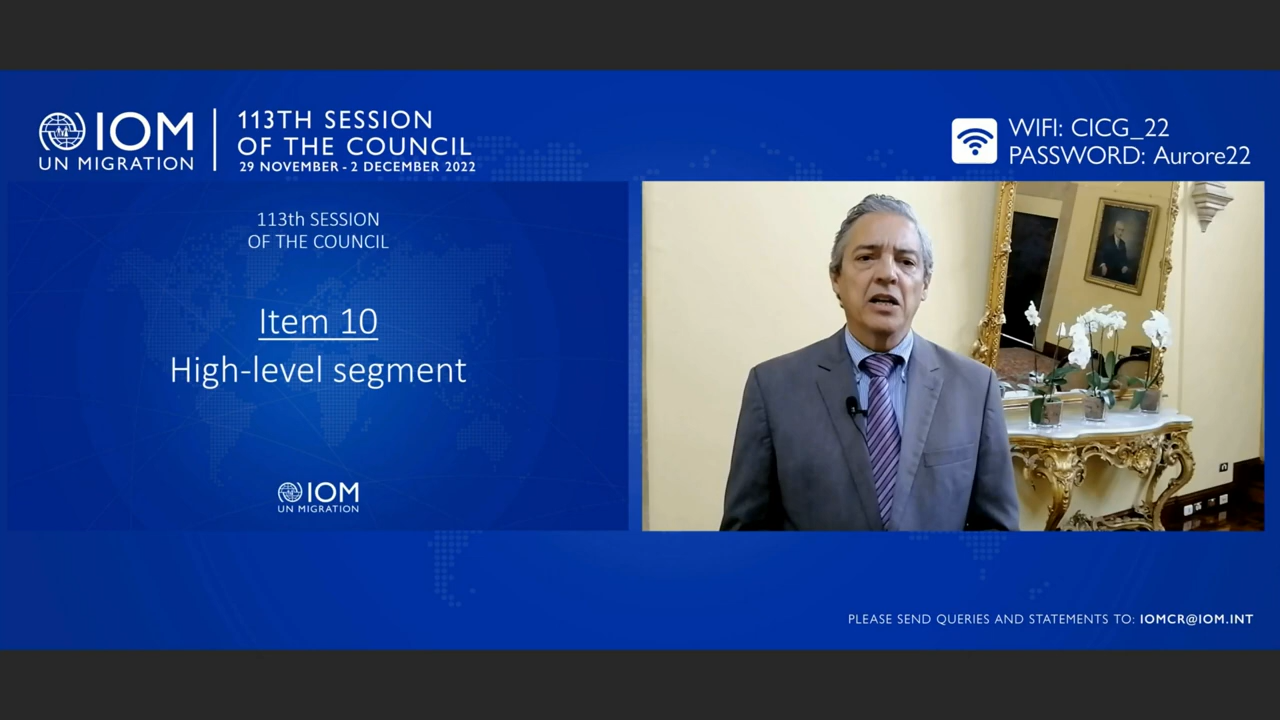 IOM
UN MIGRATION
113TH SESSION
OF THE COUNCIL
29 NOVEMBER - 2 DECEMBER 2022
WIFI: CICG_22
PASSWORD: Aurore22
113th SESSION
OF THE COUNCIL
Item 10
High-level segment
IOM
UN MIGRATION
PLEASE SEND QUERIES AND STATEMENTS TO: IOMCR@IOM.INT